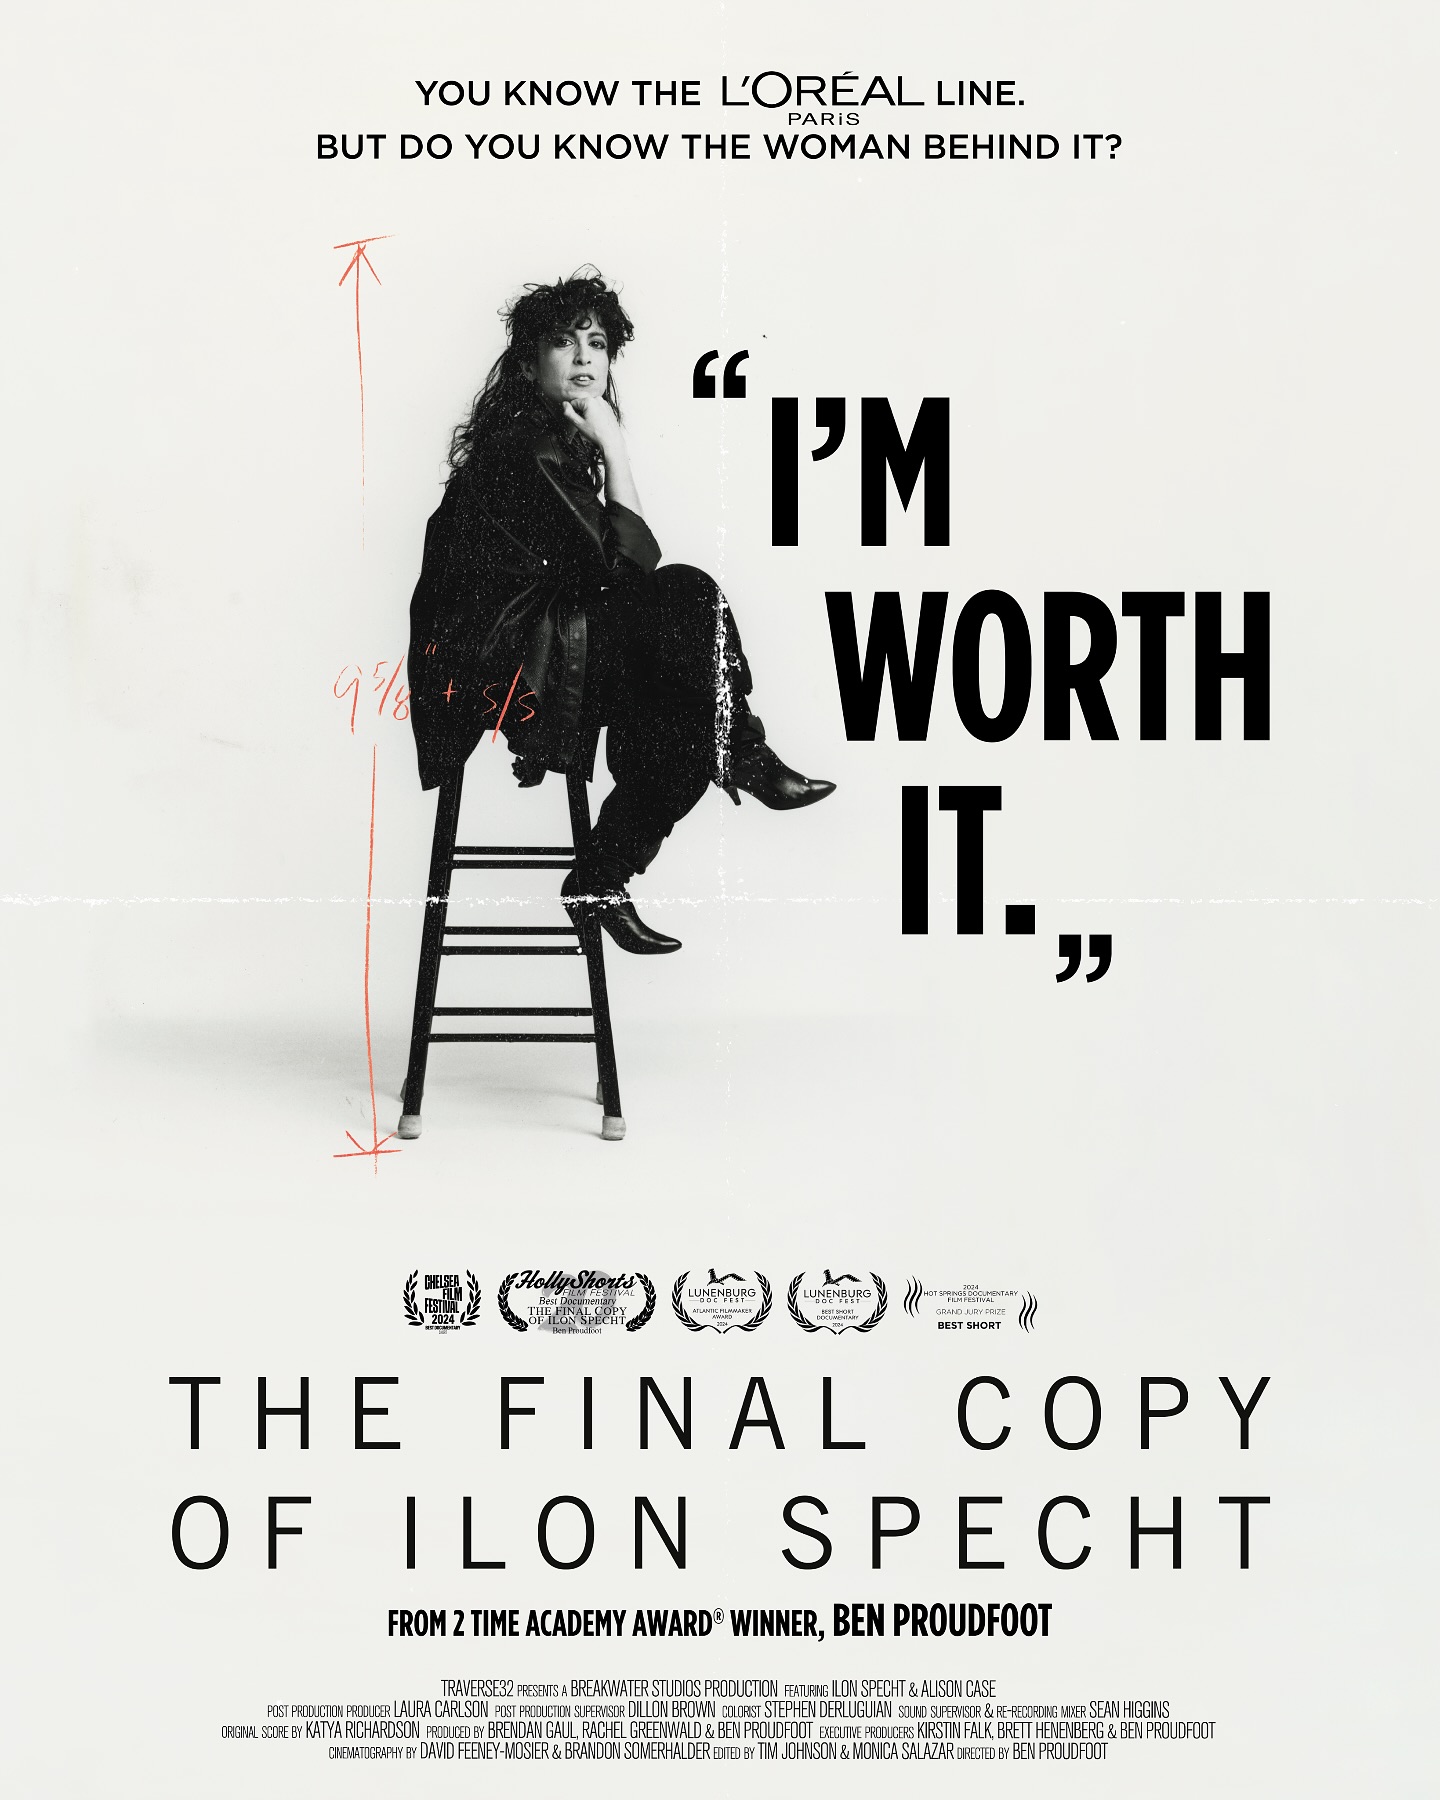 YOU KNOW THE L'ORÉAL LINE.
PARiS
BUT DO YOU KNOW THE WOMAN BEHIND IT?
“I’M
WORTH
IT.”
9 5/8" + s/s
CHELSEA
FILM
FESTIVAL
2024
BEST DOCUMENTARY
SHORT
HollyShorts
FILM FESTIVAL
Best Documentary
THE FINAL COPY
OF ILON SPECHT
Ben Proudfoot
LUNENBURG
DOC FEST
ATLANTIC FILMMAKER
AWARD
2024
LUNENBURG
DOC FEST
BEST SHORT
DOCUMENTARY
2024
2024
HOT SPRINGS DOCUMENTARY
FILM FESTIVAL
GRAND JURY PRIZE
BEST SHORT
THE FINAL COPY
OF ILON SPECHT
FROM 2 TIME ACADEMY AWARD® WINNER, BEN PROUDFOOT
TRAVERSE32 PRESENTS A BREAKWATER STUDIOS PRODUCTION FEATURING ILON SPECHT & ALISON CASE
POST PRODUCTION PRODUCER LAURA CARLSON POST PRODUCTION SUPERVISOR DILLON BROWN COLORIST STEPHEN DERLUGUIAN SOUND SUPERVISOR & RE-RECORDING MIXER SEAN HIGGINS
ORIGINAL SCORE BY KATYA RICHARDSON PRODUCED BY BRENDAN GAUL, RACHEL GREENWALD & BEN PROUDFOOT EXECUTIVE PRODUCERS KIRSTIN FALK, BRETT HENENBERG & BEN PROUDFOOT
CINEMATOGRAPHY BY DAVID FEENEY-MOSIER & BRANDON SOMERHALDER EDITED BY TIM JOHNSON & MONICA SALAZAR DIRECTED BY BEN PROUDFOOT